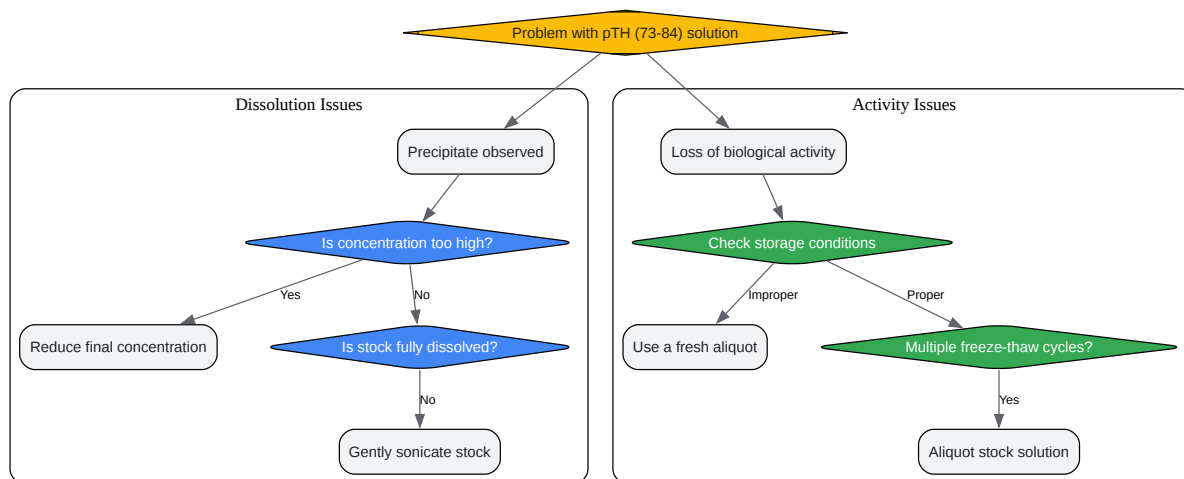 Problem with pTH (73-84) solution
Dissolution Issues
Activity Issues
Precipitate observed
Loss of biological activity
Is concentration too high?
Check storage conditions
Yes
No
Improper
Proper
Reduce final concentration
Is stock fully dissolved?
Use a fresh aliquot
Multiple freeze-thaw cycles?
No
Yes
Gently sonicate stock
Aliquot stock solution